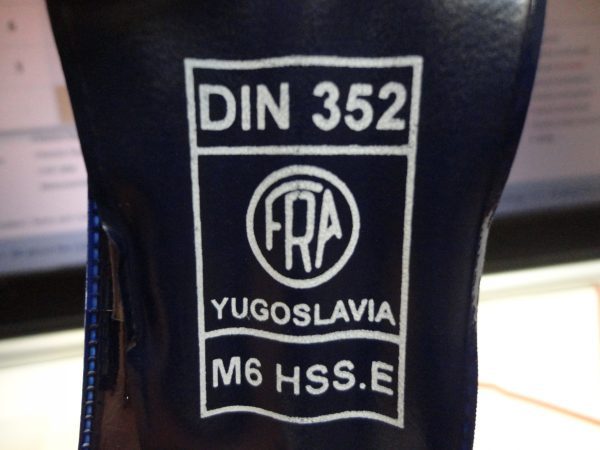 DIN 352
FRA
YUGOSLAVIA
M6 HSS.E